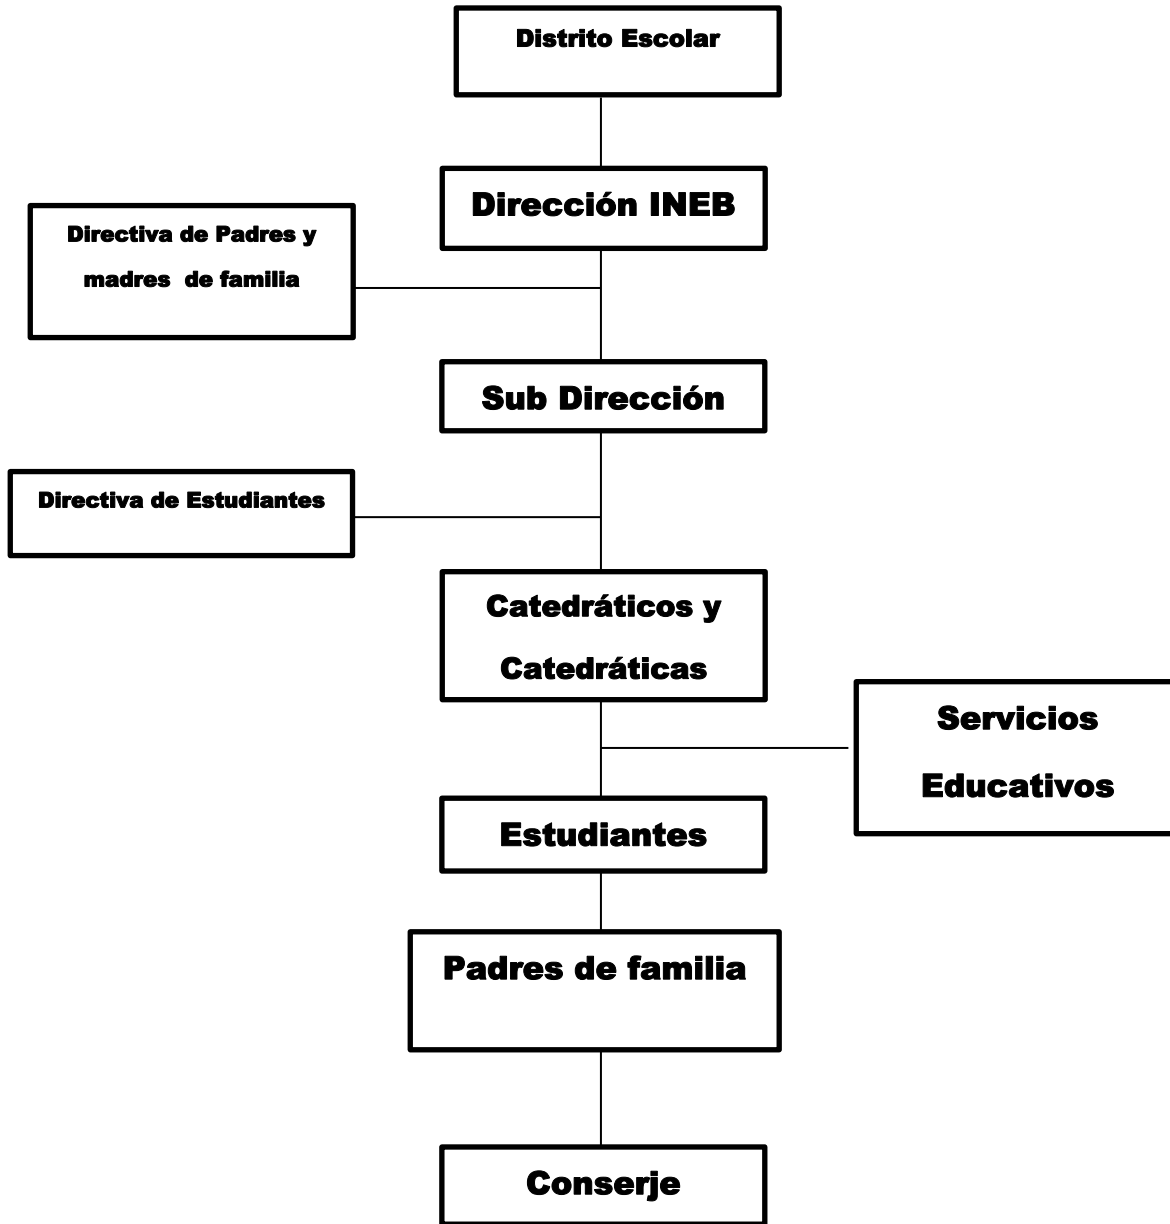 Distrito Escolar
Dirección INEB
Directiva de Padres y
madres de familia
Sub Dirección
Directiva de Estudiantes
Catedráticos y
Catedráticas
Servicios
Educativos
Estudiantes
Padres de familia
Conserje